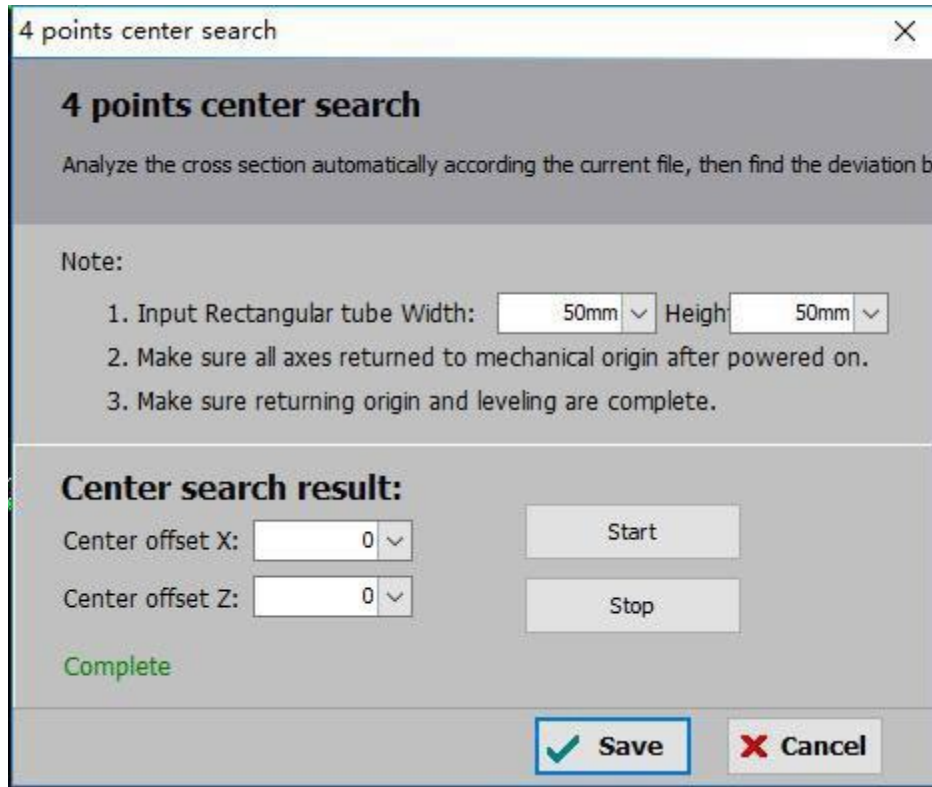 4 points center search
4 points center search
Analyze the cross section automatically according the current file, then find the deviation b
Note:
1. Input Rectangular tube Width: 50mm Heigh 50mm
2. Make sure all axes returned to mechanical origin after powered on.
3. Make sure returning origin and leveling are complete.
Center search result:
Center offset X: 0 Start
Center offset Z: 0 Stop
Complete
Save Cancel